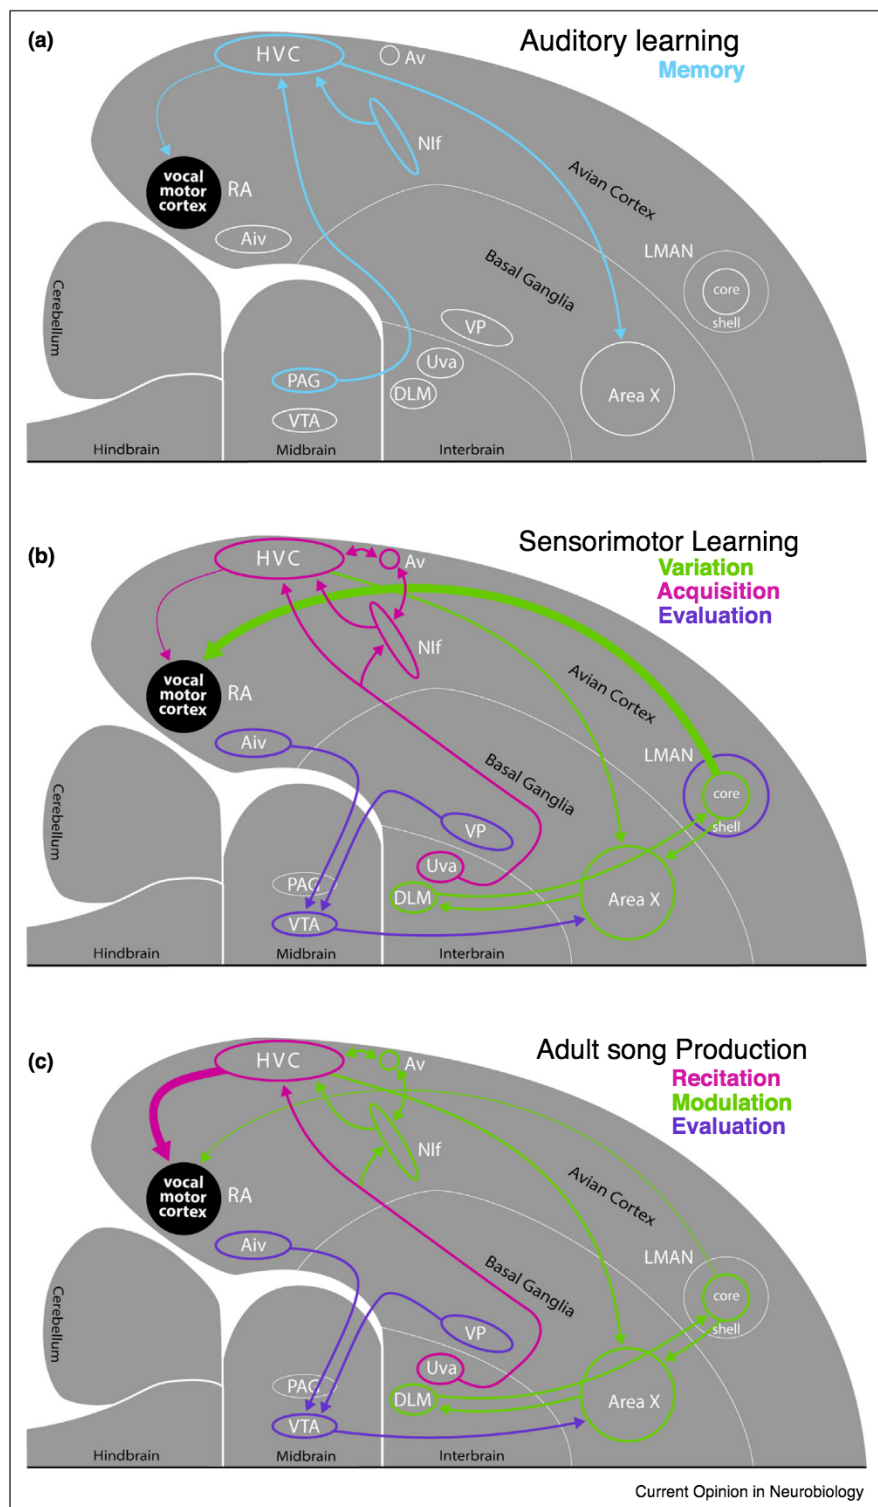 (a)
Auditory learning
Memory
HVC
Av
NIf
vocal
motor
cortex
RA
Aiv
Avian Cortex
Basal Ganglia
LMAN
core
shell
Cerebellum
VP
Uva
DLM
PAG
VTA
Area X
Hindbrain
Midbrain
Interbrain
(b)
Sensorimotor Learning
Variation
Acquisition
Evaluation
HVC
Av
NIf
vocal
motor
cortex
RA
Aiv
Avian Cortex
Basal Ganglia
LMAN
core
shell
Cerebellum
VP
Uva
DLM
PAG
VTA
Area X
Hindbrain
Midbrain
Interbrain
(c)
Adult song Production
Recitation
Modulation
Evaluation
HVC
Av
NIf
vocal
motor
cortex
RA
Aiv
Avian Cortex
Basal Ganglia
LMAN
core
shell
Cerebellum
VP
Uva
DLM
PAG
VTA
Area X
Hindbrain
Midbrain
Interbrain
Current Opinion in Neurobiology